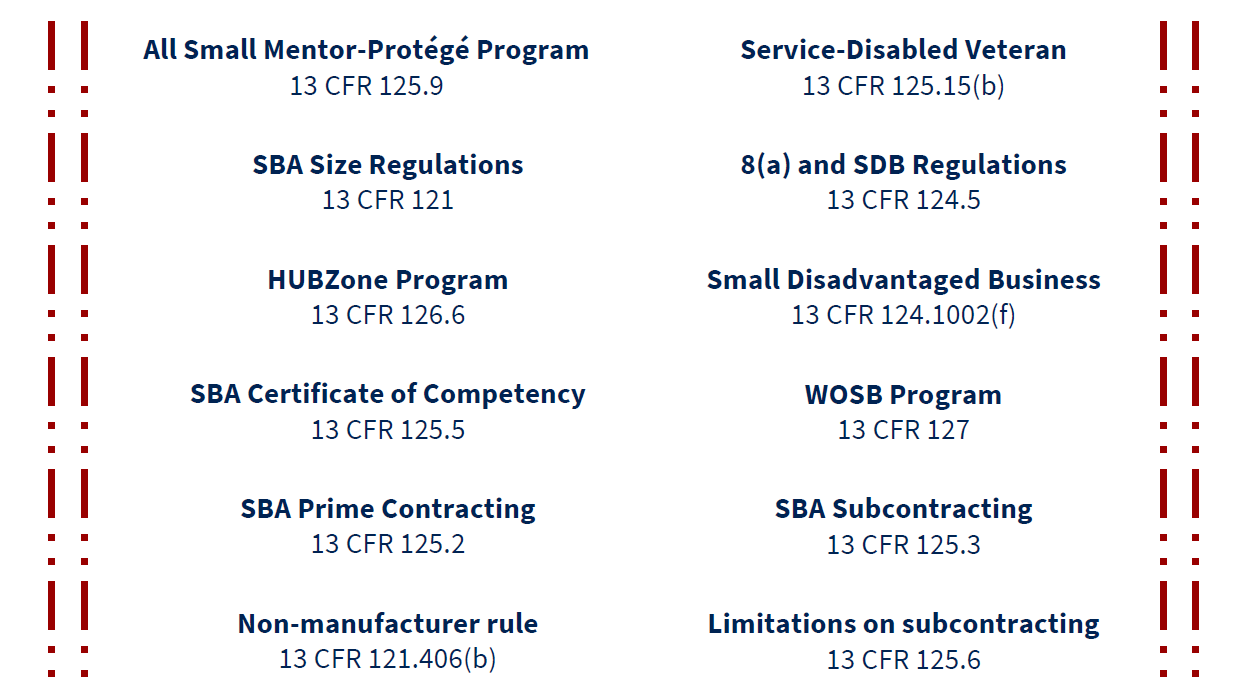 All Small Mentor-Protégé Program
13 CFR 125.9
Service-Disabled Veteran
13 CFR 125.15(b)
SBA Size Regulations
13 CFR 121
8(a) and SDB Regulations
13 CFR 124.5
HUBZone Program
13 CFR 126.6
Small Disadvantaged Business
13 CFR 124.1002(f)
SBA Certificate of Competency
13 CFR 125.5
WOSB Program
13 CFR 127
SBA Prime Contracting
13 CFR 125.2
SBA Subcontracting
13 CFR 125.3
Non-manufacturer rule
13 CFR 121.406(b)
Limitations on subcontracting
13 CFR 125.6